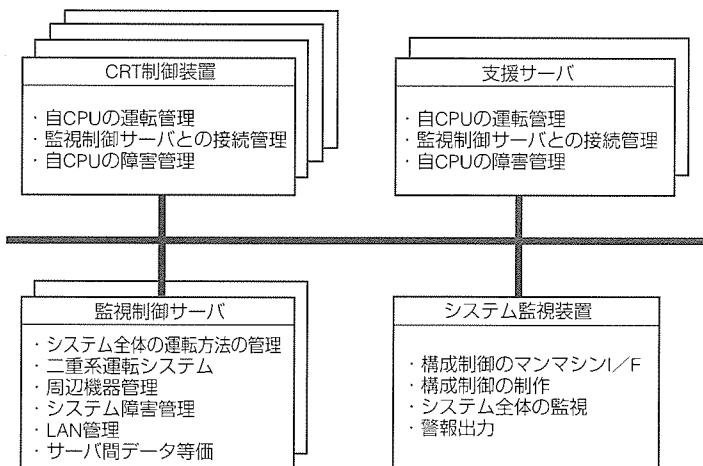 CRT制御装置
・自CPUの運転管理
・監視制御サーバとの接続管理
・自CPUの障害管理
支援サーバ
・自CPUの運転管理
・監視制御サーバとの接続管理
・自CPUの障害管理
監視制御サーバ
・システム全体の運転方法の管理
・二重系運転システム
・周辺機器管理
・システム障害管理
・LAN管理
・サーバ間データ等価
システム監視装置
・構成制御のマンマシンI／F
・構成制御の制作
・システム全体の監視
・警報出力